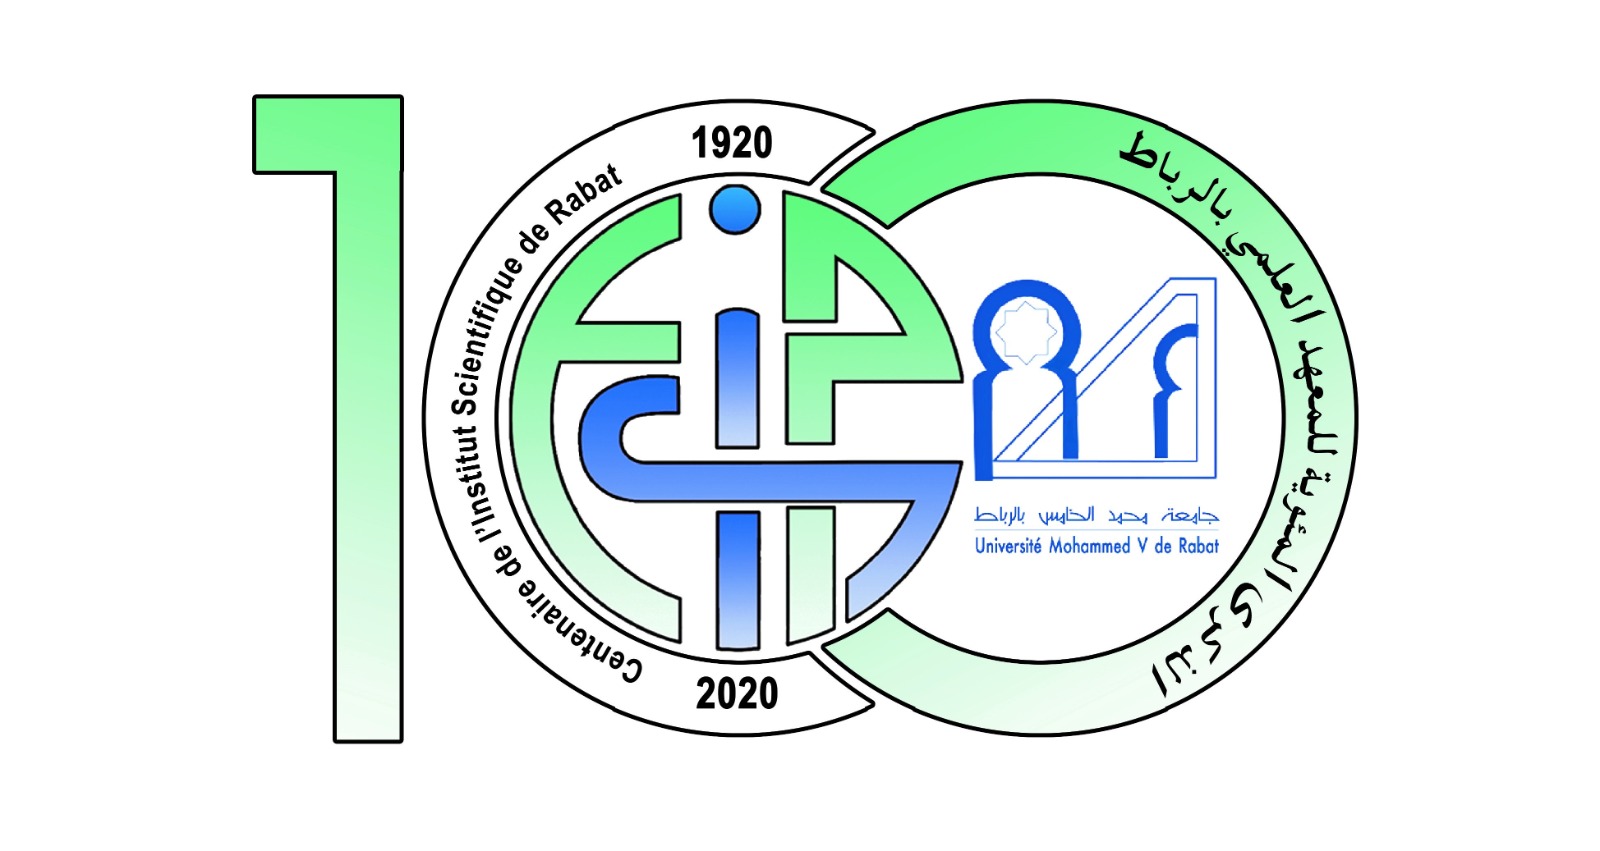 1920
Centenaire de l'Institut Scientifique de Rabat
2020
الذكرى المئوية للمعهد العلمي بالرباط
جامعة محمد الخامس بالرباط
Université Mohammed V de Rabat